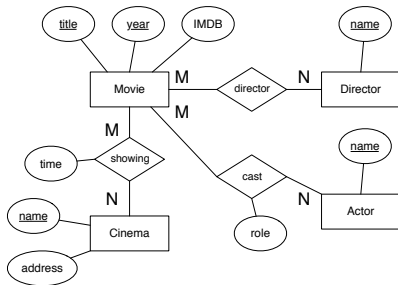 title
year
IMDB
name
Movie
M
director
N
Director
M
M
name
time
showing
cast
N
N
Actor
name
Cinema
role
address